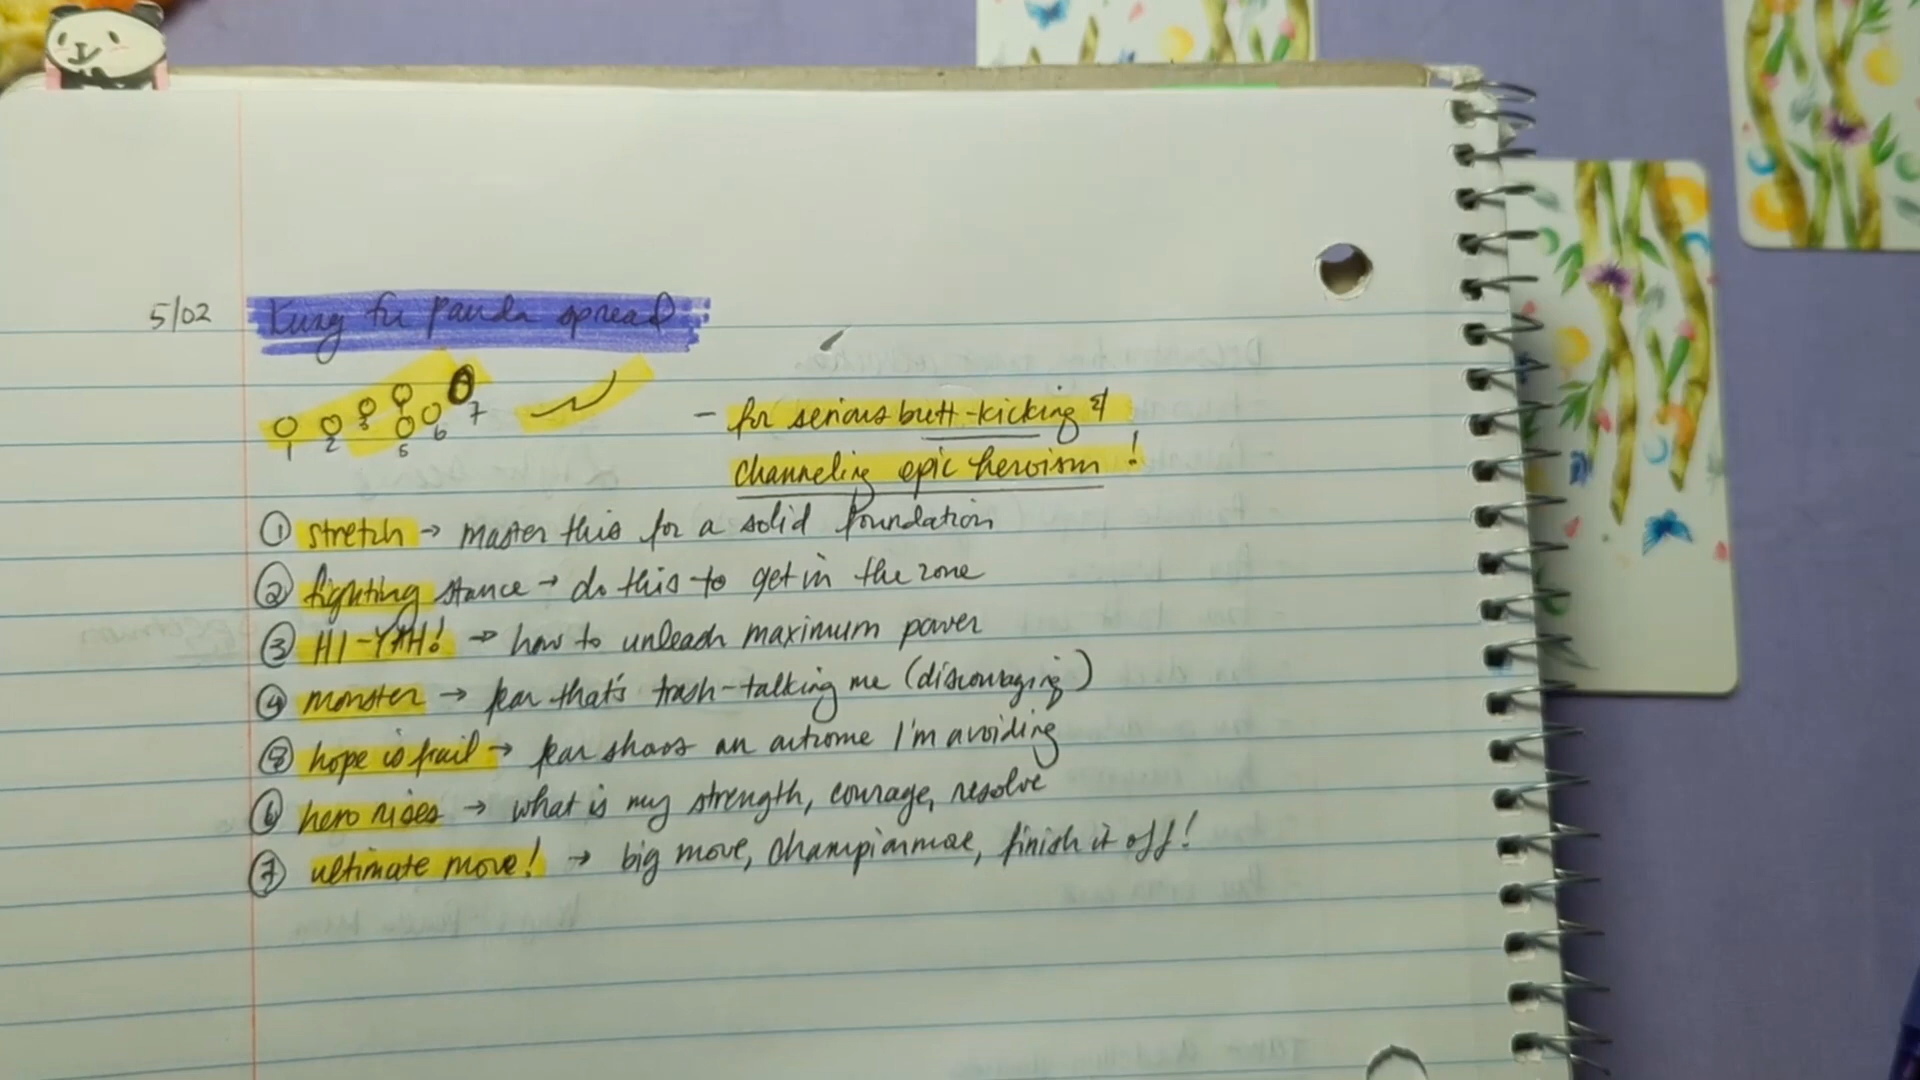 5/02 Kung fu Panda spread
1 2 3 5 6 7
- for serious butt-kicking &
channeling epic heroism!
① stretch → master this for a solid foundation
② fighting stance → do this to get in the zone
③ HI-YAH! → how to unleash maximum power
④ monster → fear that's trash-talking me (discouraging)
⑤ hope is frail → fear shows an outcome I'm avoiding
⑥ hero rises → what is my strength, courage, resolve
⑦ ultimate move! → big move, championmove, finish it off!